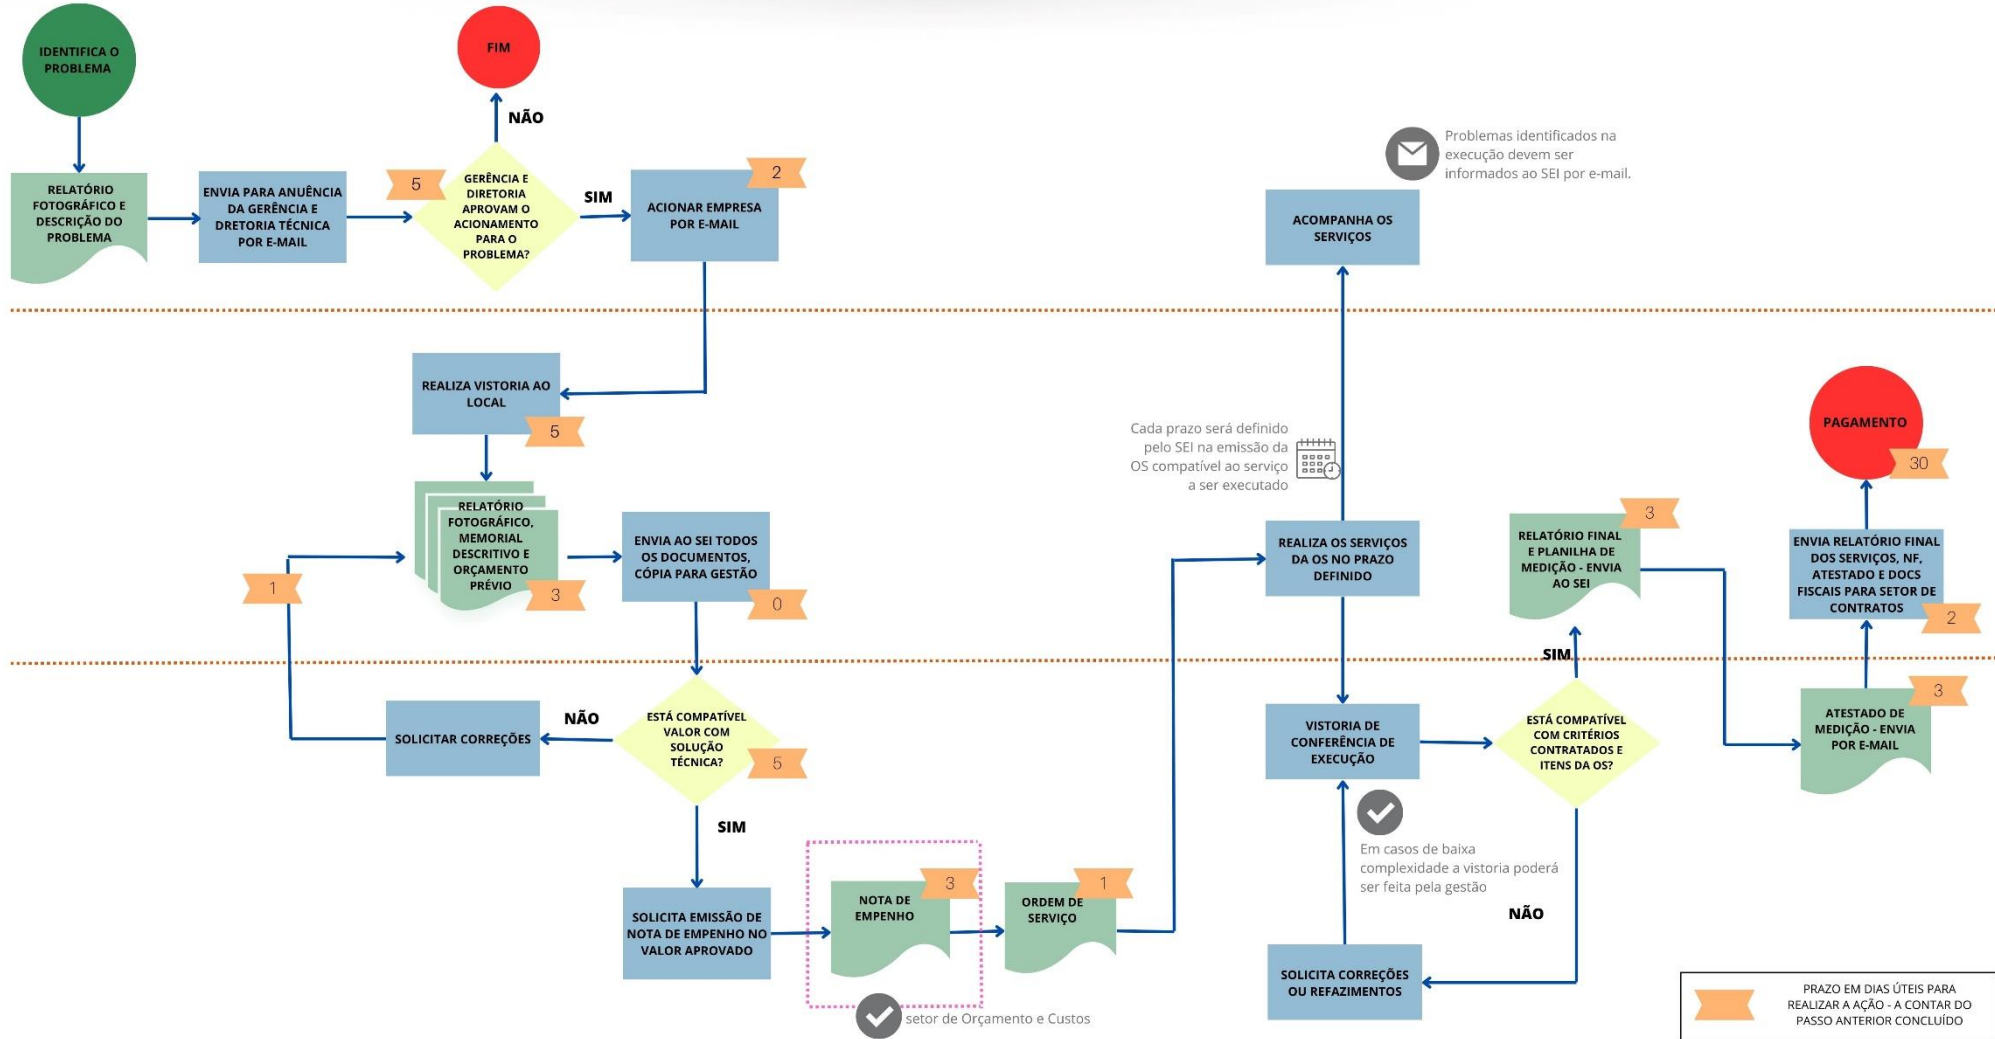 IDENTIFICA O
PROBLEMA
FIM
NÃO
RELATÓRIO
FOTOGRÁFICO E
DESCRIÇÃO DO
PROBLEMA
ENVIA PARA ANUÊNCIA
DA GERÊNCIA E
DRETORIA TÉCNICA
POR E-MAIL
5
GERÊNCIA E
DIRETORIA
APROVAM O
ACIONAMENTO
PARA O
PROBLEMA?
SIM
2
ACIONAR EMPRESA
POR E-MAIL
Problemas identificados na
execução devem ser
informados ao SEI por e-mail.
ACOMPANHA OS
SERVIÇOS
REALIZA VISTORIA AO
LOCAL
5
RELATÓRIO
FOTOGRÁFICO,
MEMORIAL
DESCRITIVO E
ORÇAMENTO
PRÉVIO
3
1
ENVIA AO SEI TODOS
OS DOCUMENTOS,
CÓPIA PARA GESTÃO
0
Cada prazo será definido
pelo SEI na emissão da
OS compatível ao serviço
a ser executado
REALIZA OS SERVIÇOS
DA OS NO PRAZO
DEFINIDO
3
RELATÓRIO FINAL
E PLANILHA DE
MEDIÇÃO - ENVIA
AO SEI
PAGAMENTO
30
ENVIA RELATÓRIO FINAL
DOS SERVIÇOS, NF,
ATESTADO E DOCS
FISCAIS PARA SETOR DE
CONTRATOS
2
SOLICITAR CORREÇÕES
NÃO
ESTÁ COMPATÍVEL
VALOR COM
SOLUÇÃO
TÉCNICA?
5
SIM
SOLICITA EMISSÃO DE
NOTA DE EMPENHO NO
VALOR APROVADO
3
NOTA DE
EMPENHO
setor de Orçamento e Custos
1
ORDEM DE
SERVIÇO
VISTORIA DE
CONFERÊNCIA DE
EXECUÇÃO
Em casos de baixa
complexidade a vistoria poderá
ser feita pela gestão
SIM
ESTÁ COMPATÍVEL
COM CRITÉRIOS
CONTRATADOS E
ITENS DA OS?
NÃO
SOLICITA CORREÇÕES
OU REFAZIMENTOS
3
ATESTADO DE
MEDIÇÃO - ENVIA
POR E-MAIL
PRAZO EM DIAS ÚTEIS PARA
REALIZAR A AÇÃO - A CONTAR DO
PASSO ANTERIOR CONCLUÍDO